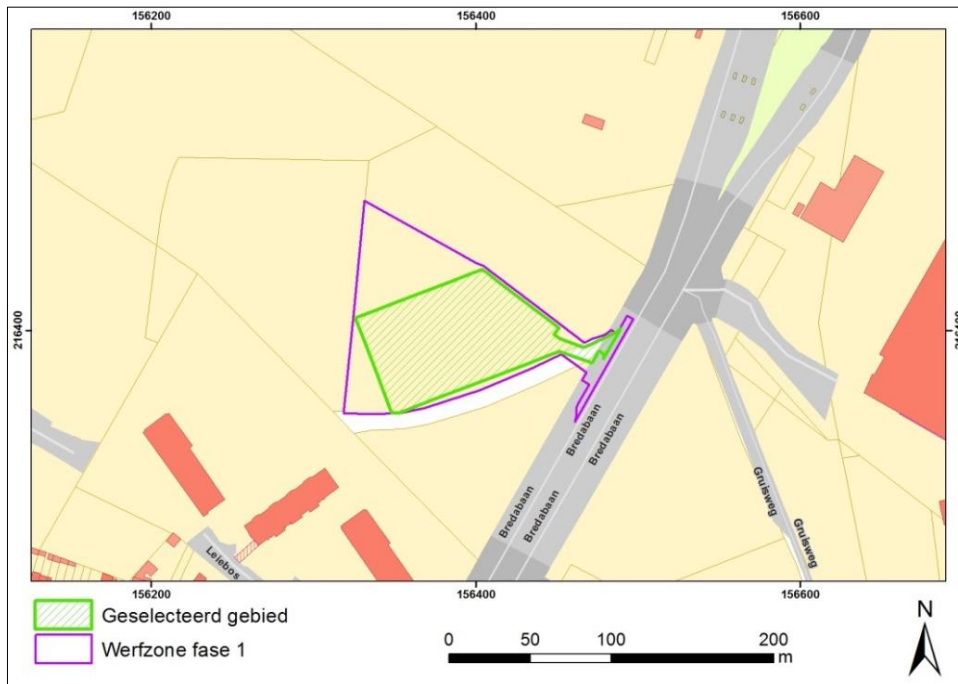 156200 156400 156600
216400
216400
Bredabaan
Bredabaan
Bredabaan
Bredabaan
Gruisweg
Gruisweg
Leiebos
156200 156400 156600
Geselecteerd gebied
Werfzone fase 1
0 50 100 200
m
N